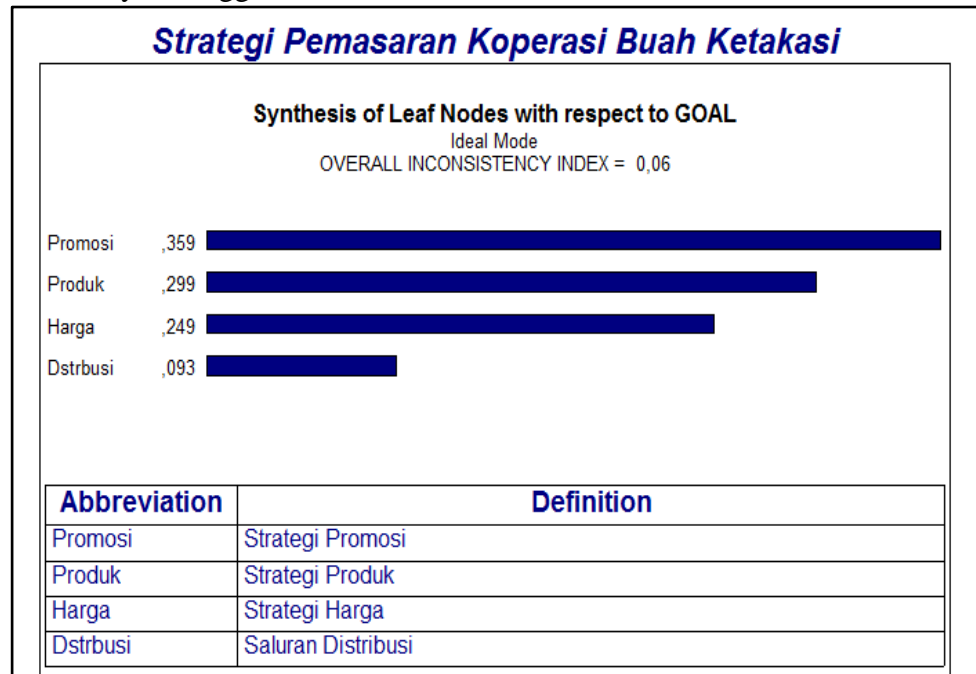 Strategi Pemasaran Koperasi Buah Ketakasi
Synthesis of Leaf Nodes with respect to GOAL
Ideal Mode
OVERALL INCONSISTENCY INDEX = 0,06
Promosi ,359
Produk ,299
Harga ,249
Dstrbusi ,093
Abbreviation Definition
Promosi Strategi Promosi
Produk Strategi Produk
Harga Strategi Harga
Dstrbusi Saluran Distribusi